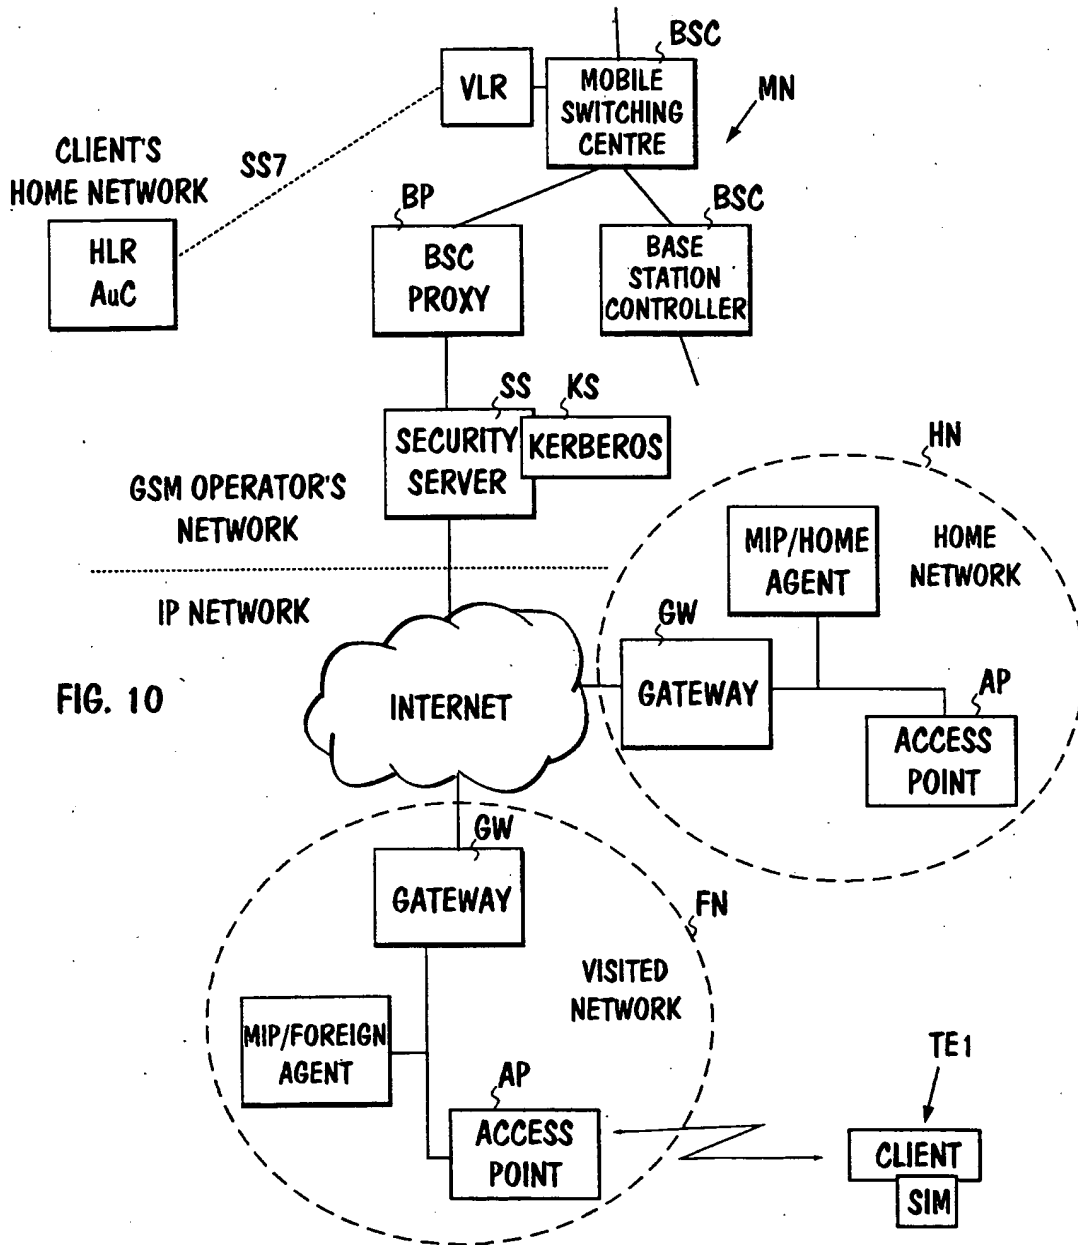 BSC
VLR
MOBILE
SWITCHING
CENTRE
MN
CLIENT'S
HOME NETWORK
SS7
HLR
AuC
BP
BSC
PROXY
BSC
BASE
STATION
CONTROLLER
SS
KS
SECURITY
SERVER
KERBEROS
GSM OPERATOR'S
NETWORK
HN
MIP/HOME
AGENT
HOME
NETWORK
IP NETWORK
GW
GATEWAY
AP
ACCESS
POINT
FIG. 10
INTERNET
GW
GATEWAY
FN
VISITED
NETWORK
MIP/FOREIGN
AGENT
AP
ACCESS
POINT
TE1
CLIENT
SIM